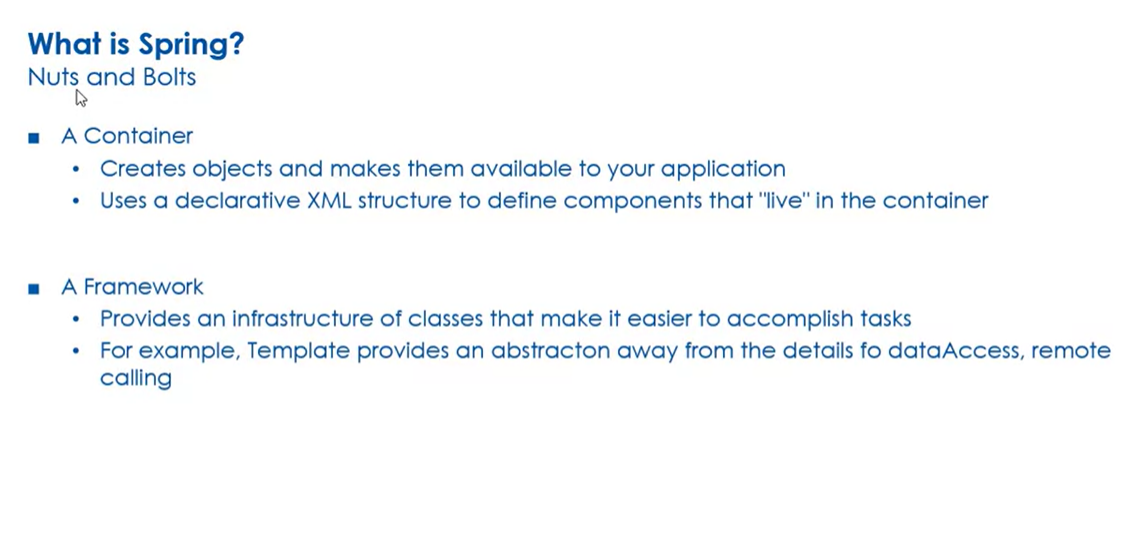 What is Spring?
Nuts and Bolts
A Container
Creates objects and makes them available to your application
Uses a declarative XML structure to define components that "live" in the container
A Framework
Provides an infrastructure of classes that make it easier to accomplish tasks
For example, Template provides an abstracton away from the details fo dataAccess, remote
calling